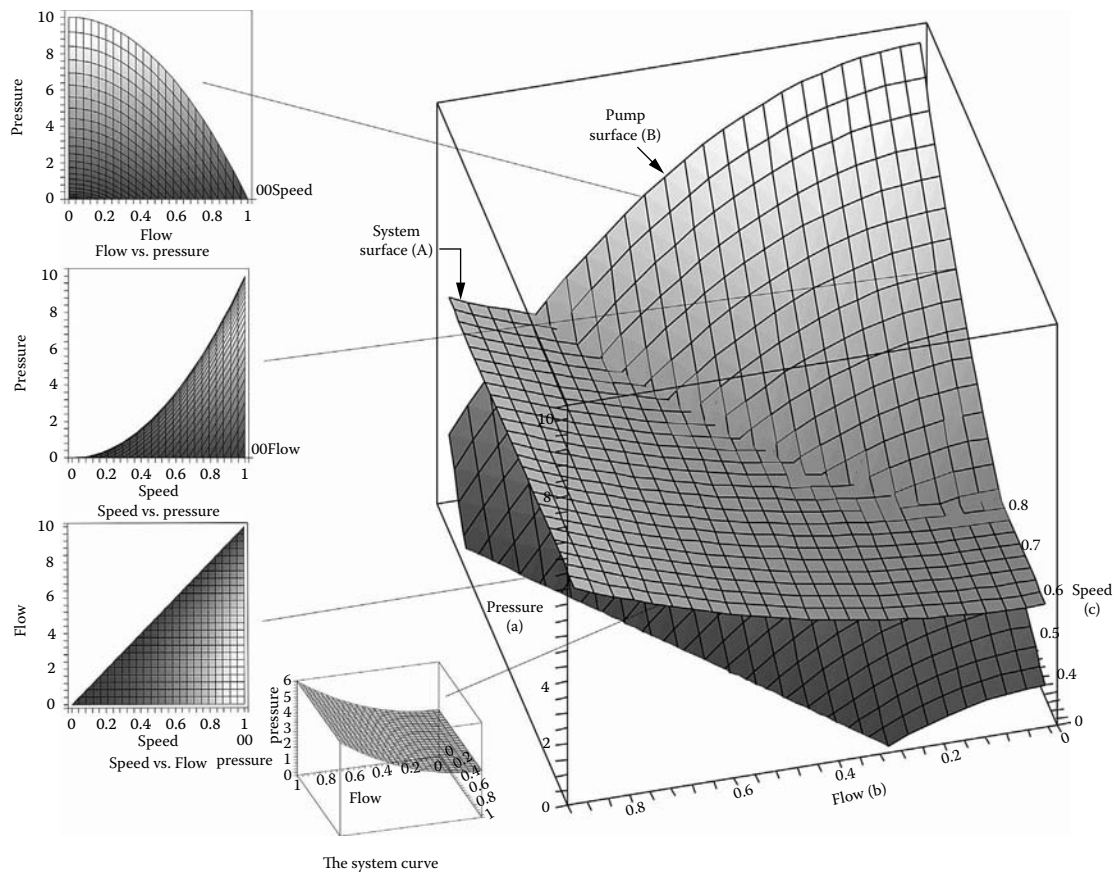 10
8
6
4
2
0
Pressure
0 0.2 0.4 0.6 0.8 1
00Speed
Flow
Flow vs. pressure
10
8
6
4
2
0
Pressure
0 0.2 0.4 0.6 0.8 1
00Flow
Speed
Speed vs. pressure
10
8
6
4
2
0
Flow
0 0.2 0.4 0.6 0.8 1
Speed
00
Speed vs. Flow
pressure
6
5
4
3
2
1
0
pressure
1 0.8 0.6 0.4 0.2 0
Flow
0
0.2
0.4
0.6
0.8
1
The system curve
Pump
surface (B)
System
surface (A)
10
8
Pressure
(a)
4
2
0
0.8
0.6
0.4
0.2
0
Flow (b)
0.8
0.7
0.6
0.5
0.4
0
Speed
(c)